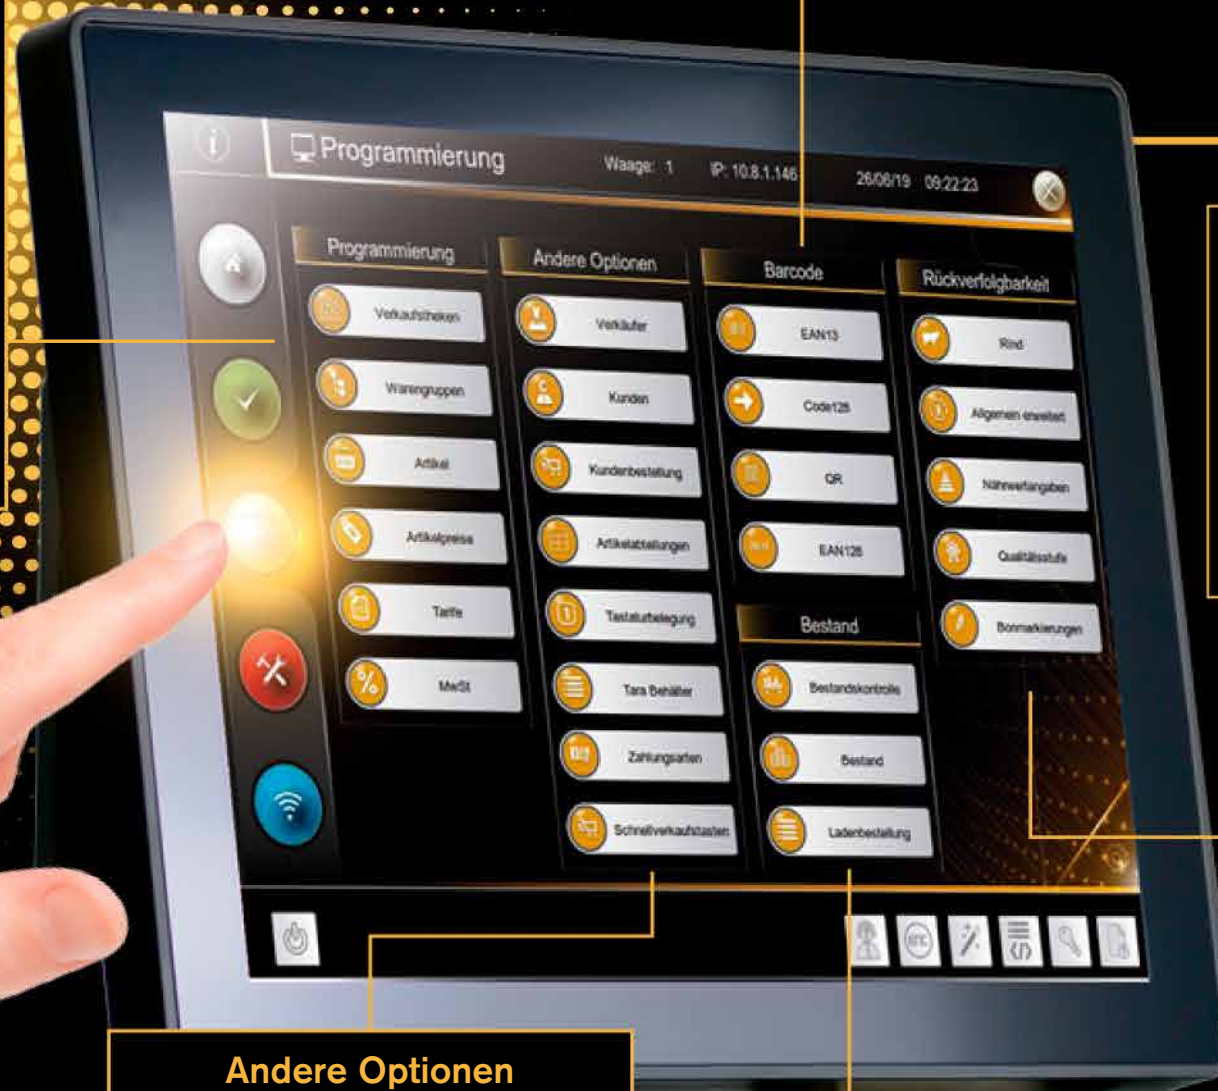 Programmierung
Waage: 1
IP: 10.8.1.146
26/06/19 09:22:23
Programmierung
Verkaufstheken
Warengruppen
Artikel
Artikelpreise
Tarife
MwSt
Andere Optionen
Verkäufer
Kunden
Kundenbestellung
Artikelabteilungen
Tastaturbelegung
Tara Behälter
Zahlungsarten
Schnellverkaufstasten
Barcode
EAN13
Code128
QR
EAN128
Bestand
Bestandskontrolle
Bestand
Ladenbestellung
Rückverfolgbarkeit
Rind
Allgemein erweitert
Nährwertangaben
Qualitätsstufe
Bonmarkierungen
Andere Optionen